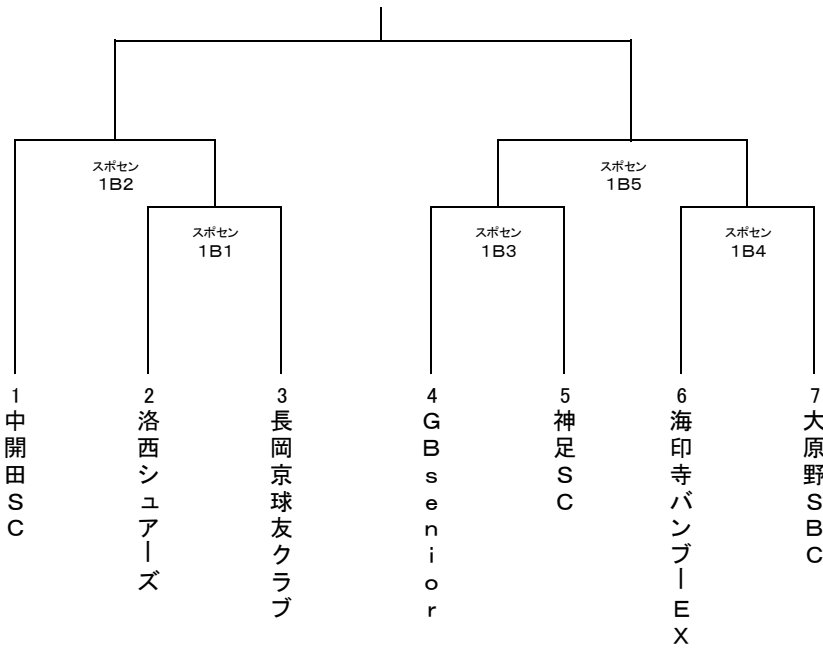 スポセン
1B2
スポセン
1B5
スポセン
1B1
スポセン
1B3
スポセン
1B4
1
中開田SC
2
洛西シュアーズ
3
長岡京球友クラブ
4
GBsenior
5
神足SC
6
海印寺バンブーEX
7
大原野SBC